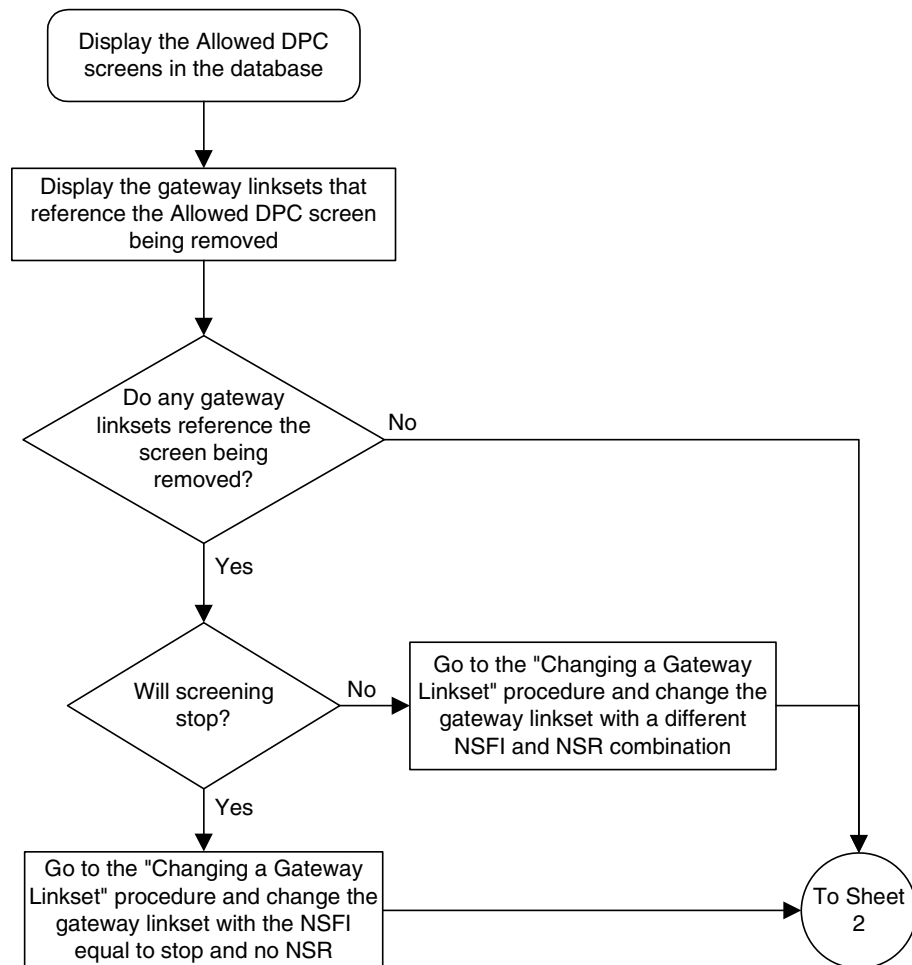 Display the Allowed DPC
screens in the database
Display the gateway linksets that
reference the Allowed DPC screen
being removed
Do any gateway
linksets reference the
screen being
removed?
No
Yes
Will screening
stop?
No
Go to the "Changing a Gateway
Linkset" procedure and change the
gateway linkset with a different
NSFI and NSR combination
Yes
Go to the "Changing a Gateway
Linkset" procedure and change the
gateway linkset with the NSFI
equal to stop and no NSR
To Sheet
2